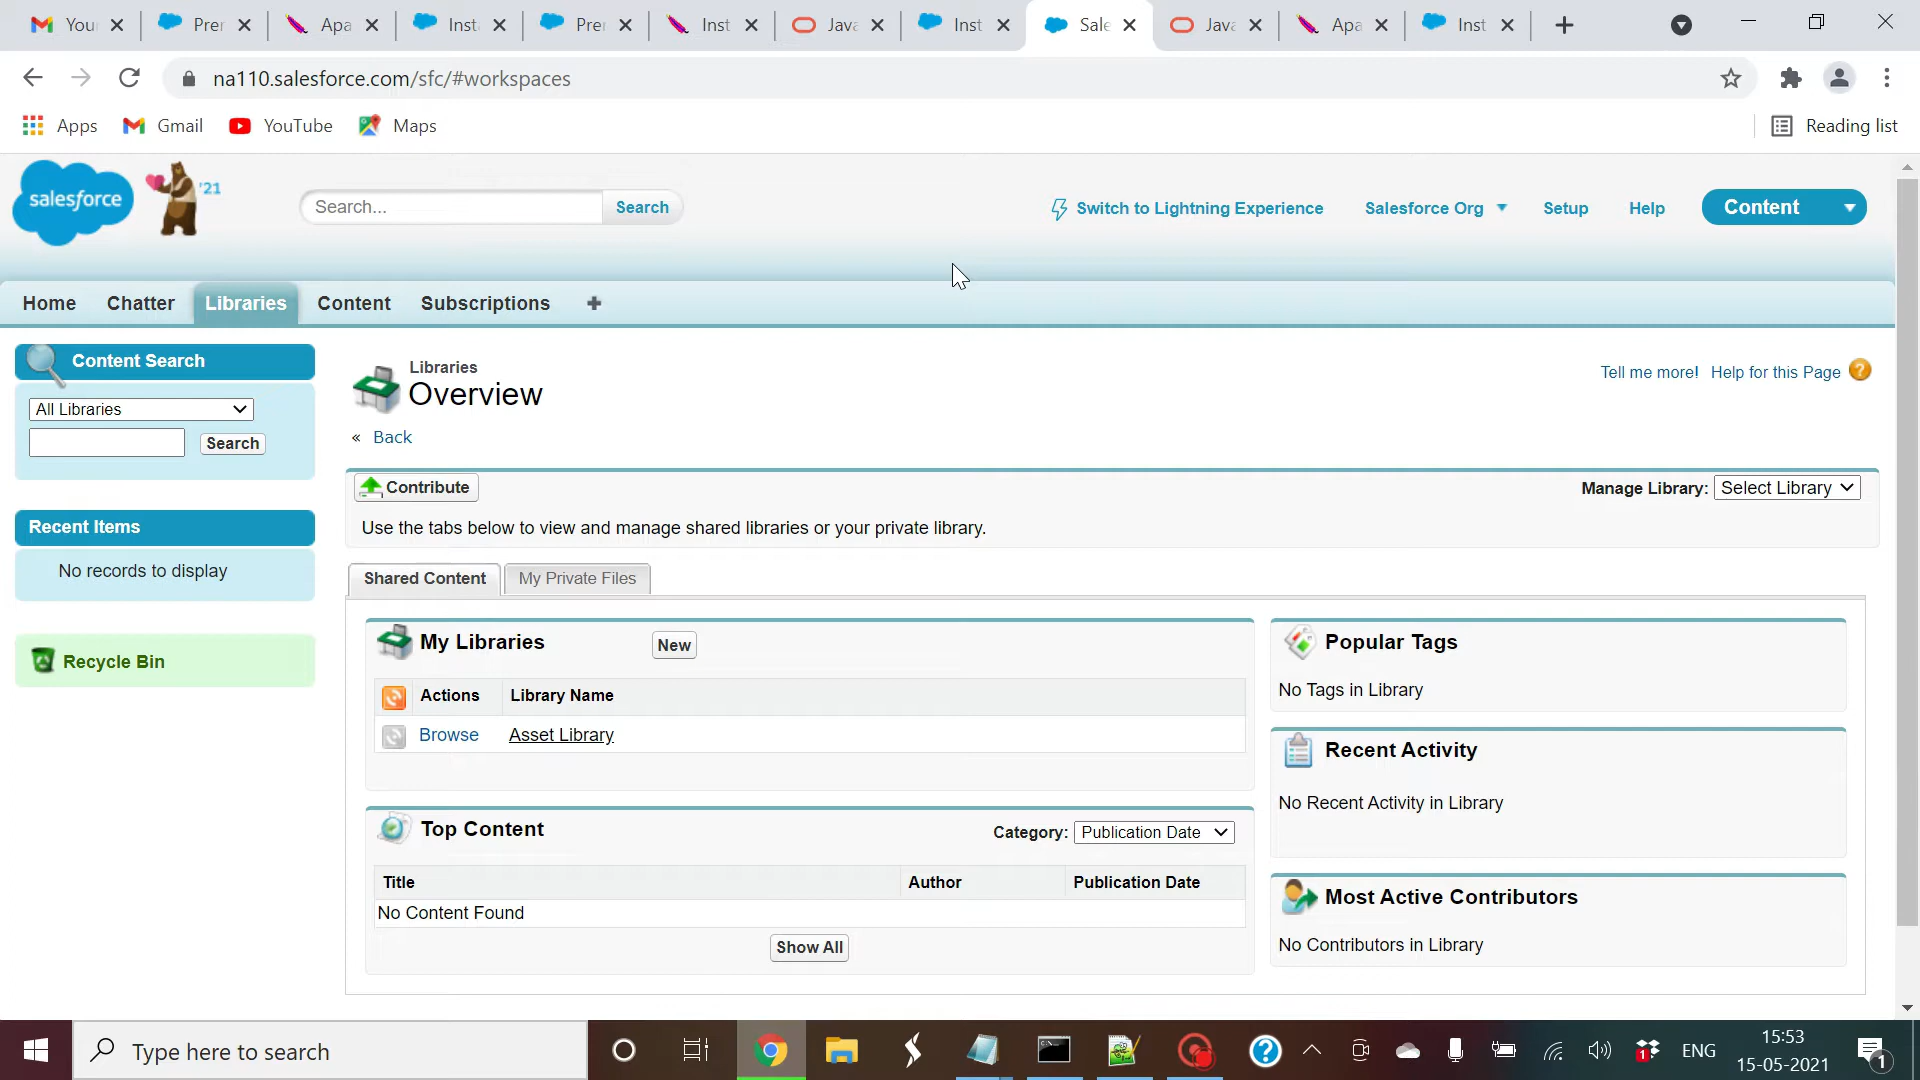 You
Prer
Apa
Inst
Prer
Inst
Java
Inst
Sale
Java
Apa
Inst
na110.salesforce.com/sfc/#workspaces
Apps
Gmail
YouTube
Maps
Reading list
salesforce
'21
Search...
Search
Switch to Lightning Experience
Salesforce Org
Setup
Help
Content
Home
Chatter
Libraries
Content
Subscriptions
Content Search
All Libraries
Search
Recent Items
No records to display
Recycle Bin
Libraries
Overview
Tell me more!
Help for this Page
« Back
Contribute
Manage Library: Select Library
Use the tabs below to view and manage shared libraries or your private library.
Shared Content
My Private Files
My Libraries
New
Actions
Library Name
Browse
Asset Library
Top Content
Category: Publication Date
Title
Author
Publication Date
No Content Found
Show All
Popular Tags
No Tags in Library
Recent Activity
No Recent Activity in Library
Most Active Contributors
No Contributors in Library
Type here to search
1
ENG
15:53
15-05-2021
1